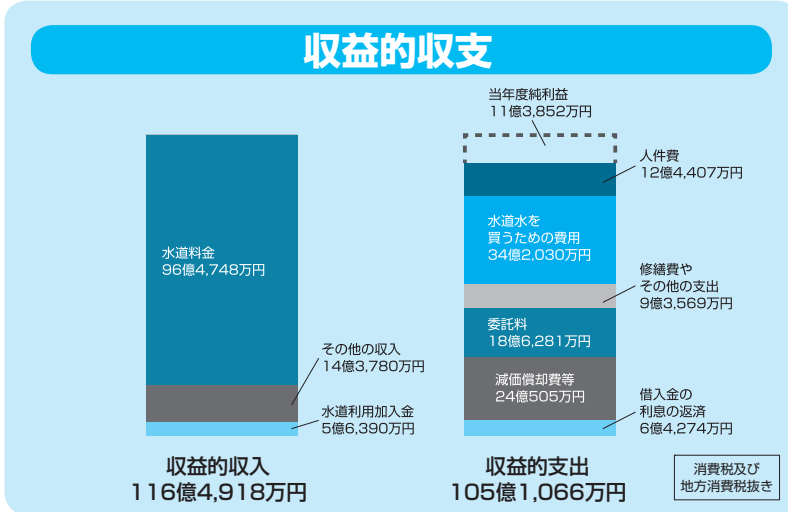 収益的収支
水道料金
96億4,748万円
その他の収入
14億3,780万円
水道利用加入金
5億6,390万円
収益的収入
116億4,918万円
当年度純利益
11億3,852万円
人件費
12億4,407万円
水道水を
買うための費用
34億2,030万円
修繕費や
その他の支出
9億3,569万円
委託料
18億6,281万円
減価償却費等
24億505万円
借入金の
利息の返済
6億4,274万円
収益的支出
105億1,066万円
消費税及び
地方消費税抜き